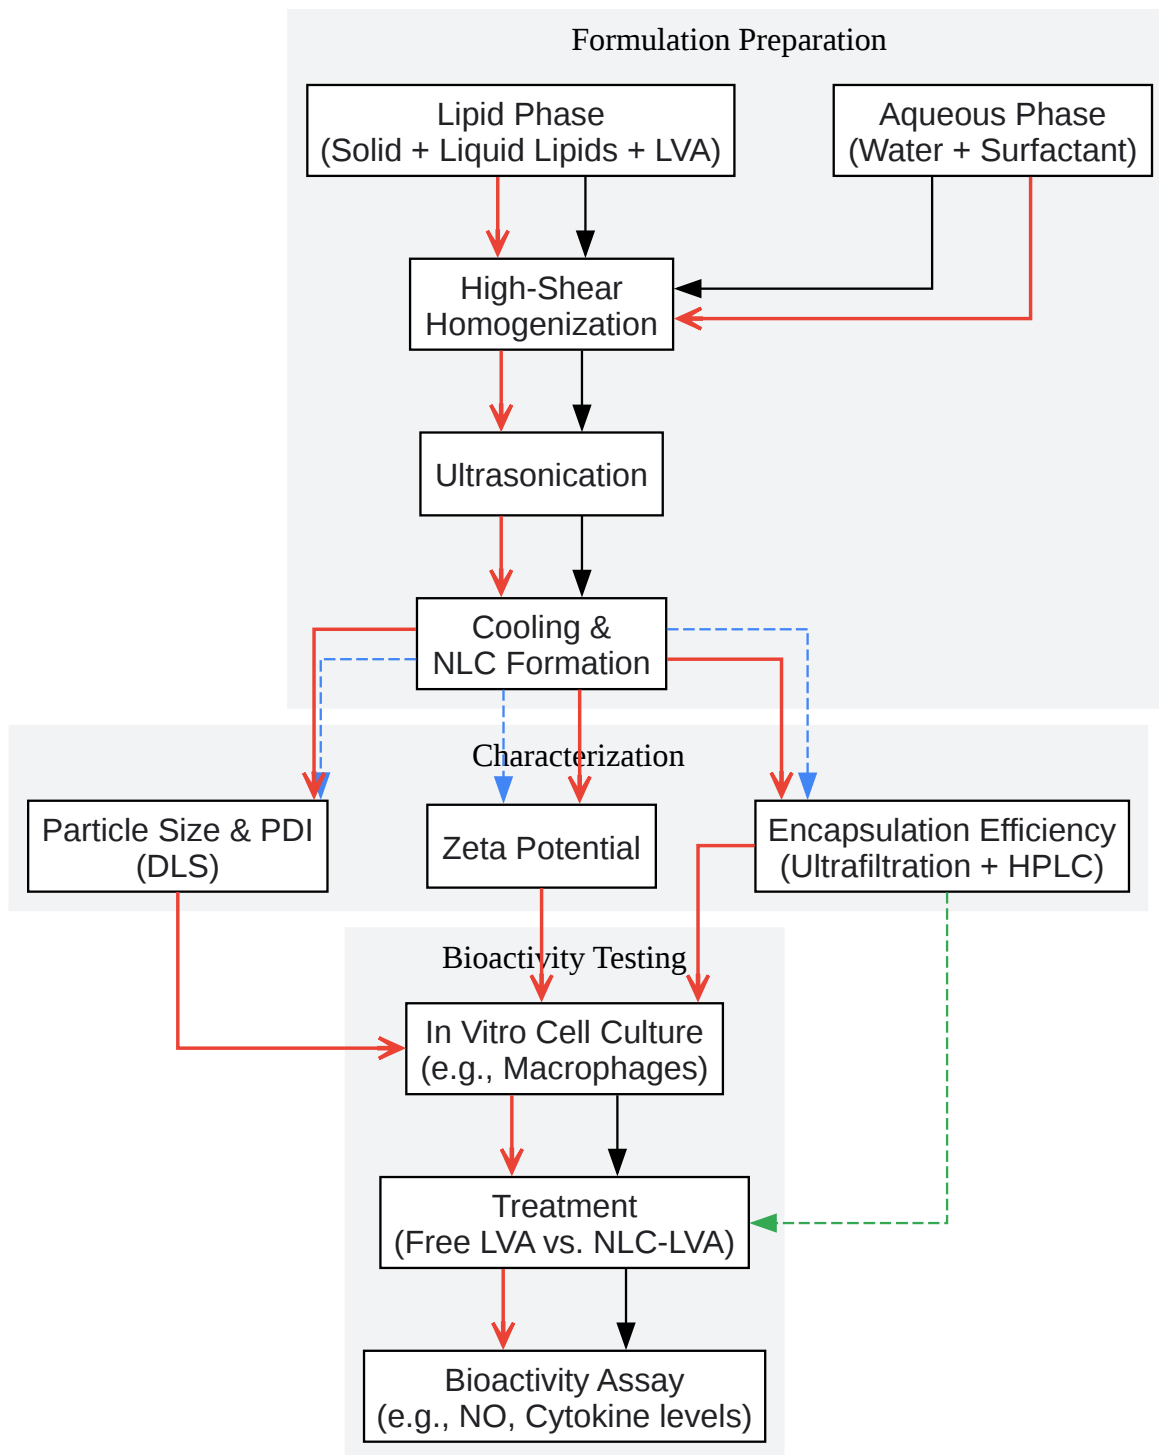 Formulation Preparation
Lipid Phase
(Solid + Liquid Lipids + LVA)
Aqueous Phase
(Water + Surfactant)
High-Shear
Homogenization
Ultrasonication
Cooling &
NLC Formation
Characterization
Particle Size & PDI
(DLS)
Zeta Potential
Encapsulation Efficiency
(Ultrafiltration + HPLC)
Bioactivity Testing
In Vitro Cell Culture
(e.g., Macrophages)
Treatment
(Free LVA vs. NLC-LVA)
Bioactivity Assay
(e.g., NO, Cytokine levels)